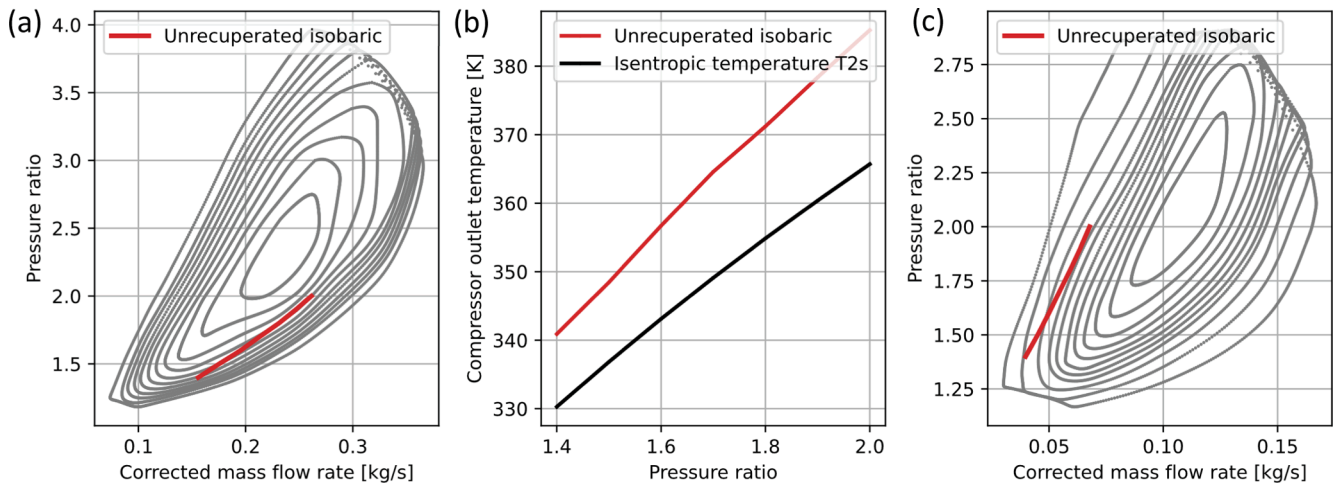 (a)
Unrecuperated isobaric
4.0
3.5
3.0
2.5
2.0
1.5
Pressure ratio
0.1 0.2 0.3
Corrected mass flow rate [kg/s]
(b)
Unrecuperated isobaric
Isentropic temperature T2s
380
370
360
350
340
330
Compressor outlet temperature [K]
1.4 1.6 1.8 2.0
Pressure ratio
(c)
Unrecuperated isobaric
2.75
2.50
2.25
2.00
1.75
1.50
1.25
Pressure ratio
0.05 0.10 0.15
Corrected mass flow rate [kg/s]